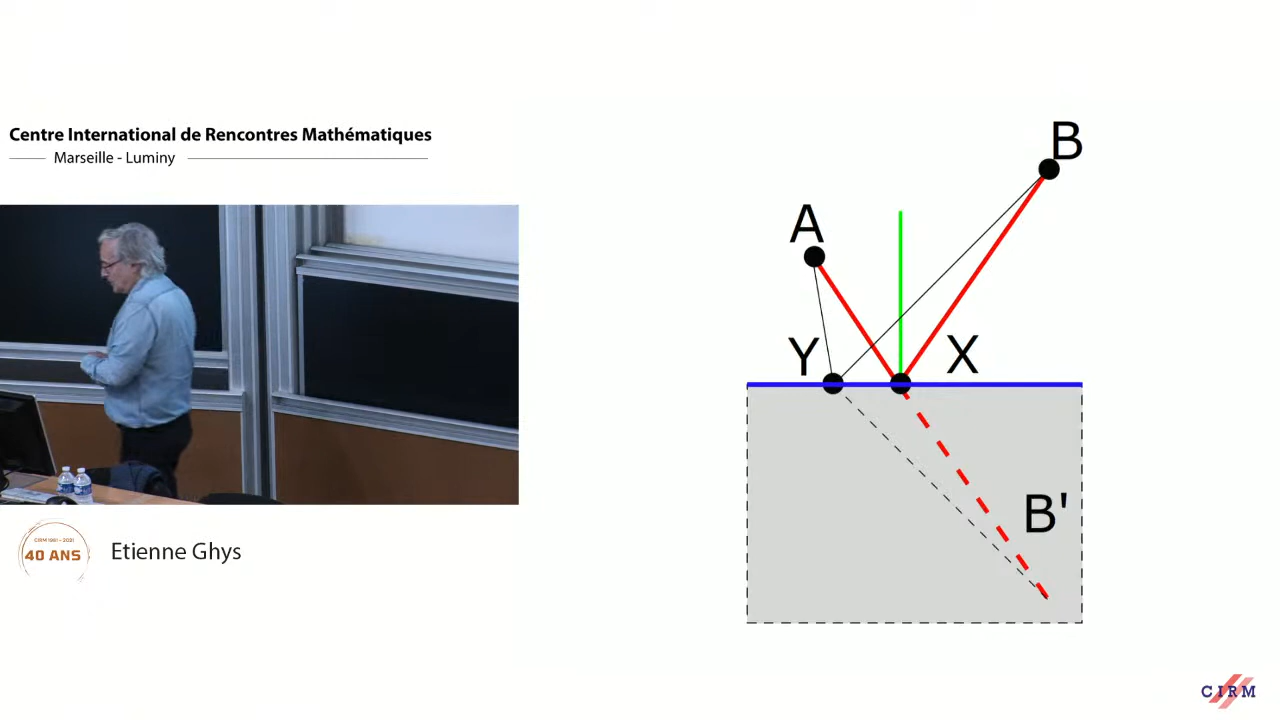 Centre International de Rencontres Mathématiques
Marseille - Luminy
CIRM 1981 - 2021
40 ANS
Etienne Ghys
B
A
Y
X
B'
CIRM